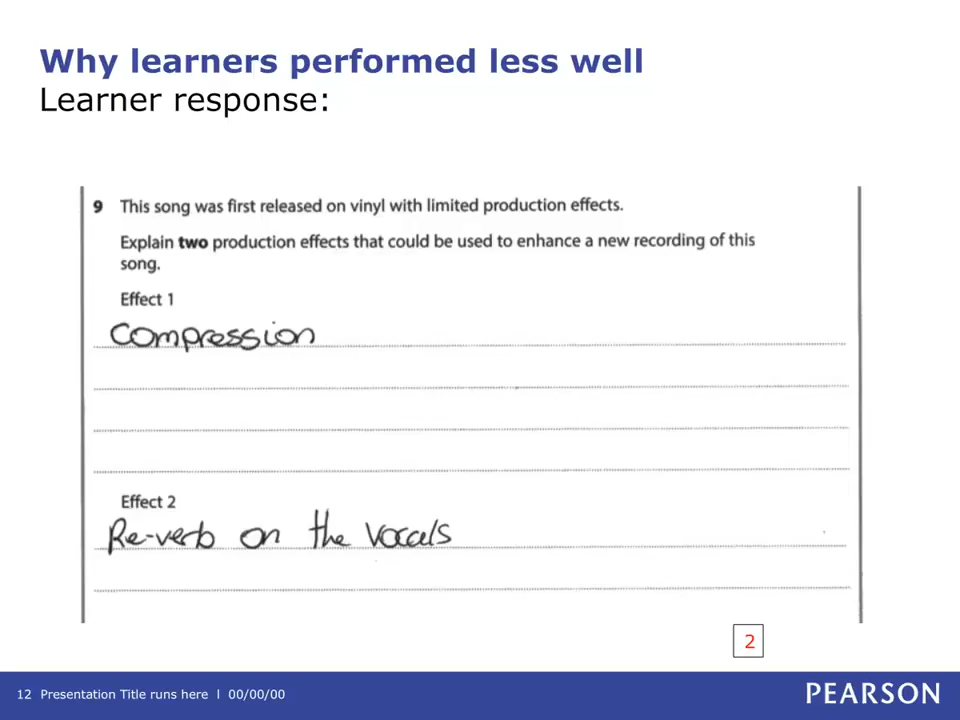 Why learners performed less well
Learner response:
9 This song was first released on vinyl with limited production effects.
Explain two production effects that could be used to enhance a new recording of this
song.
Effect 1
Compression
Effect 2
Re-verb on the vocals
2
12 Presentation Title runs here l 00/00/00
PEARSON